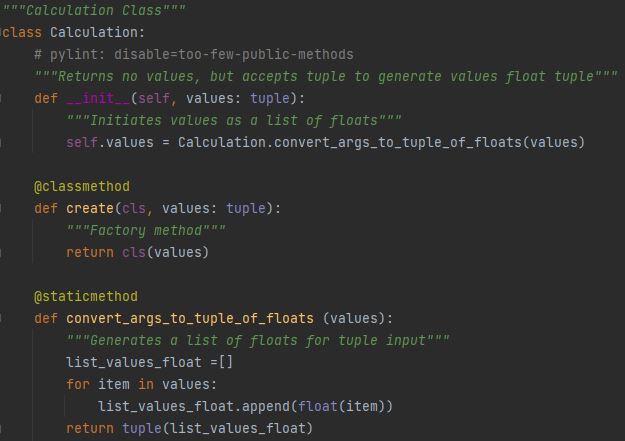 """Calculation Class"""
class Calculation:
    # pylint: disable=too-few-public-methods
    """Returns no values, but accepts tuple to generate values float tuple"""
    def __init__(self, values: tuple):
        """Initiates values as a list of floats"""
        self.values = Calculation.convert_args_to_tuple_of_floats(values)

    @classmethod
    def create(cls, values: tuple):
        """Factory method"""
        return cls(values)

    @staticmethod
    def convert_args_to_tuple_of_floats (values):
        """Generates a list of floats for tuple input"""
        list_values_float =[]
        for item in values:
            list_values_float.append(float(item))
        return tuple(list_values_float)